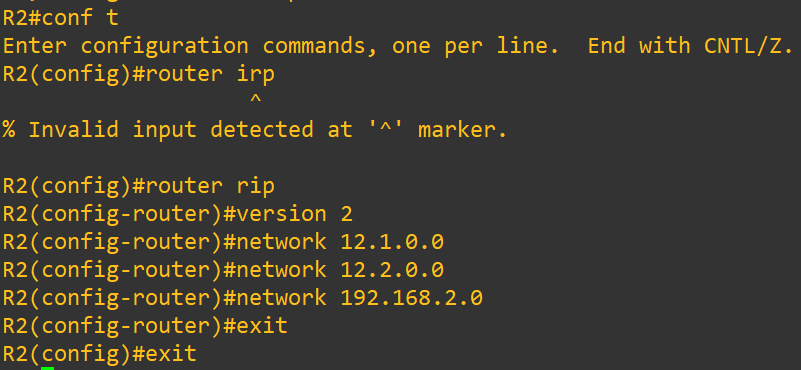 R2#conf t
Enter configuration commands, one per line.  End with CNTL/Z.
R2(config)#router irp
                   ^
% Invalid input detected at '^' marker.

R2(config)#router rip
R2(config-router)#version 2
R2(config-router)#network 12.1.0.0
R2(config-router)#network 12.2.0.0
R2(config-router)#network 192.168.2.0
R2(config-router)#exit
R2(config)#exit